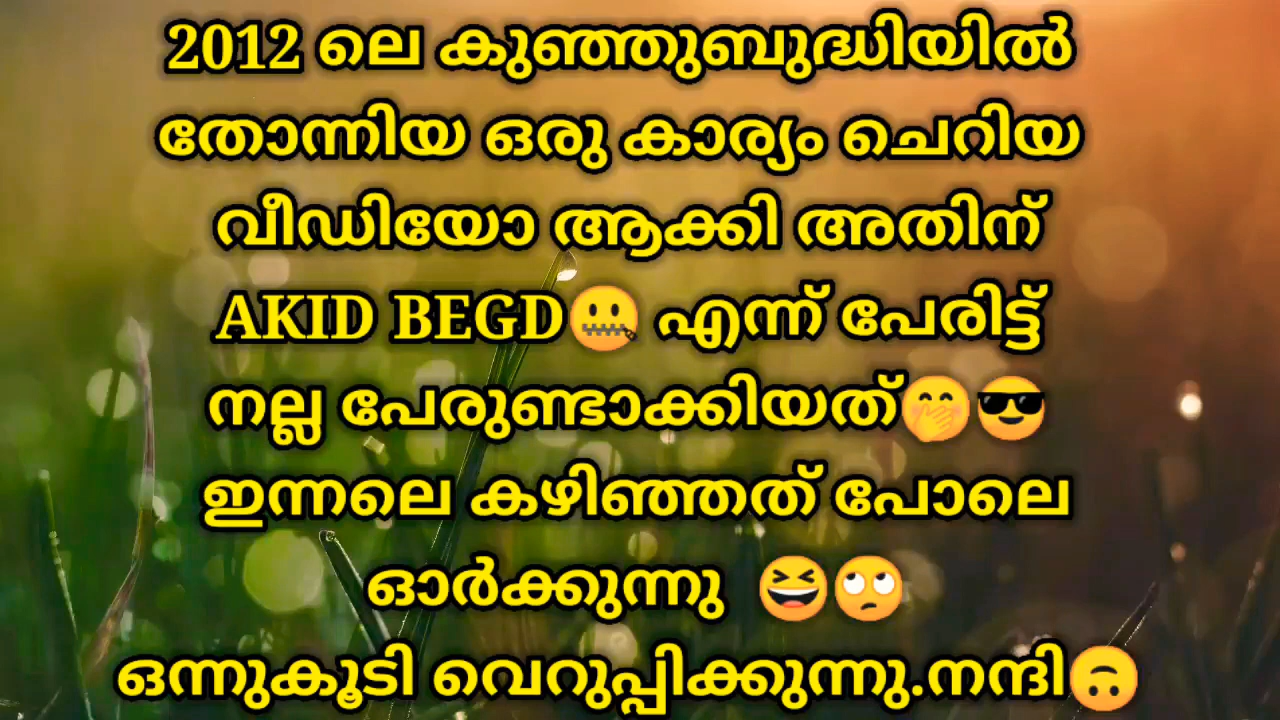 2012 ലെ കുഞ്ഞുബുദ്ധിയിൽ
തോന്നിയ ഒരു കാര്യം ചെറിയ
വീഡിയോ ആക്കി അതിന്
AKID BEGD🤐 എന്ന് പേരിട്ട്
നല്ല പേരുണ്ടാക്കിയത്🤭😎
ഇന്നലെ കഴിഞ്ഞത് പോലെ
ഓർക്കുന്നു 😆🙄
ഒന്നുകൂടി വെറുപ്പിക്കുന്നു.നന്ദി🙃